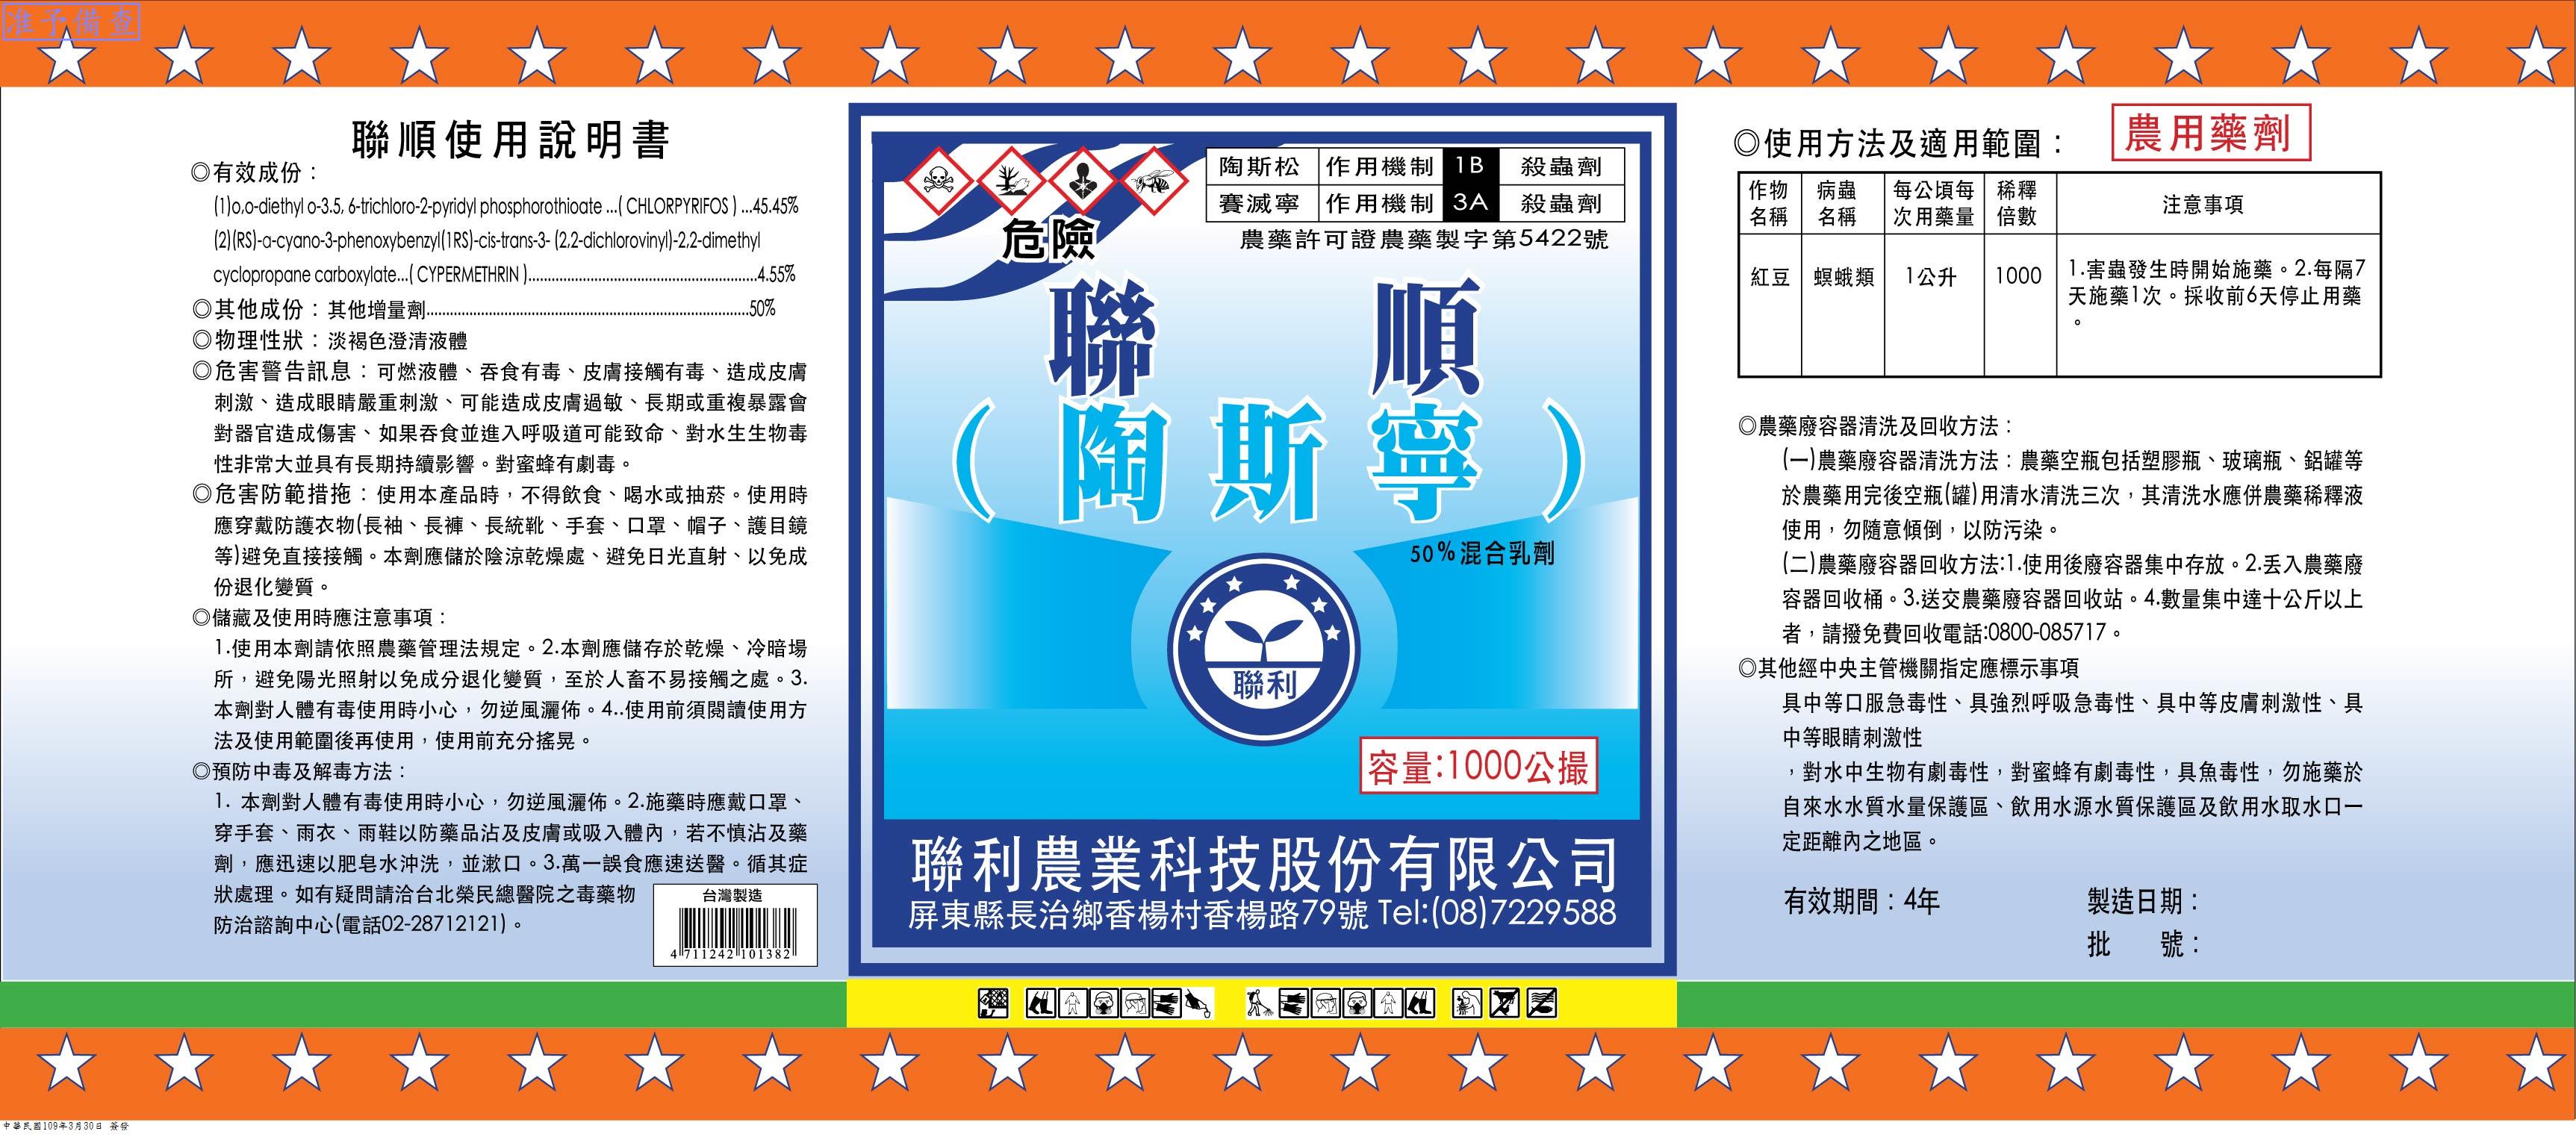 准予備查
聯順使用說明書
◎有效成份：
(1)o,o-diethyl o-3.5, 6-trichloro-2-pyridyl phosphorothioate ...( CHLORPYRIFOS ) ...45.45%
(2)(RS)-α-cyano-3-phenoxybenzyl(1RS)-cis-trans-3- (2,2-dichlorovinyl)-2,2-dimethyl
cyclopropane carboxylate...( CYPERMETHRIN )..........................................................4.55%
◎其他成份：其他增量劑..................................................................................50%
◎物理性狀：淡褐色澄清液體
◎危害警告訊息：可燃液體、吞食有毒、皮膚接觸有毒、造成皮膚
刺激、造成眼睛嚴重刺激、可能造成皮膚過敏、長期或重複暴露會
對器官造成傷害、如果吞食並進入呼吸道可能致命、對水生生物毒
性非常大並具有長期持續影響。對蜜蜂有劇毒。
◎危害防範措拖：使用本產品時，不得飲食、喝水或抽菸。使用時
應穿戴防護衣物(長袖、長褲、長統靴、手套、口罩、帽子、護目鏡
等)避免直接接觸。本劑應儲於陰涼乾燥處、避免日光直射、以免成
份退化變質。
◎儲藏及使用時應注意事項：
1.使用本劑請依照農藥管理法規定。2.本劑應儲存於乾燥、冷暗場
所，避免陽光照射以免成分退化變質，至於人畜不易接觸之處。3.
本劑對人體有毒使用時小心，勿逆風灑佈。4..使用前須閱讀使用方
法及使用範圍後再使用，使用前充分搖晃。
◎預防中毒及解毒方法：
1. 本劑對人體有毒使用時小心，勿逆風灑佈。2.施藥時應戴口罩、
穿手套、雨衣、雨鞋以防藥品沾及皮膚或吸入體內，若不慎沾及藥
劑，應迅速以肥皂水沖洗，並漱口。3.萬一誤食應速送醫。循其症
狀處理。如有疑問請洽台北榮民總醫院之毒藥物
防治諮詢中心(電話02-28712121)。
台灣製造
4 711242 101382
陶斯松 作用機制 1B 殺蟲劑
賽滅寧 作用機制 3A 殺蟲劑
危險
農藥許可證農藥製字第5422號
聯 順
(陶斯寧)
50%混合乳劑
聯利
容量:1000公撮
聯利農業科技股份有限公司
屏東縣長治鄉香楊村香楊路79號 Tel:(08)7229588
◎使用方法及適用範圍：
農用藥劑
作物名稱 病蟲名稱 每公頃每次用藥量 稀釋倍數 注意事項
紅豆 螟蛾類 1公升 1000 1.害蟲發生時開始施藥。2.每隔7
天施藥1次。採收前6天停止用藥
。
◎農藥廢容器清洗及回收方法：
(一)農藥廢容器清洗方法：農藥空瓶包括塑膠瓶、玻璃瓶、鋁罐等
於農藥用完後空瓶(罐)用清水清洗三次，其清洗水應併農藥稀釋液
使用，勿隨意傾倒，以防污染。
(二)農藥廢容器回收方法:1.使用後廢容器集中存放。2.丟入農藥廢
容器回收桶。3.送交農藥廢容器回收站。4.數量集中達十公斤以上
者，請撥免費回收電話:0800-085717。
◎其他經中央主管機關指定應標示事項
具中等口服急毒性、具強烈呼吸急毒性、具中等皮膚刺激性、具
中等眼睛刺激性
，對水中生物有劇毒性，對蜜蜂有劇毒性，具魚毒性，勿施藥於
自來水水質水量保護區、飲用水源水質保護區及飲用水取水口一
定距離內之地區。
有效期間：4年
製造日期：
批 號：
中華民國109年3月30日 簽發